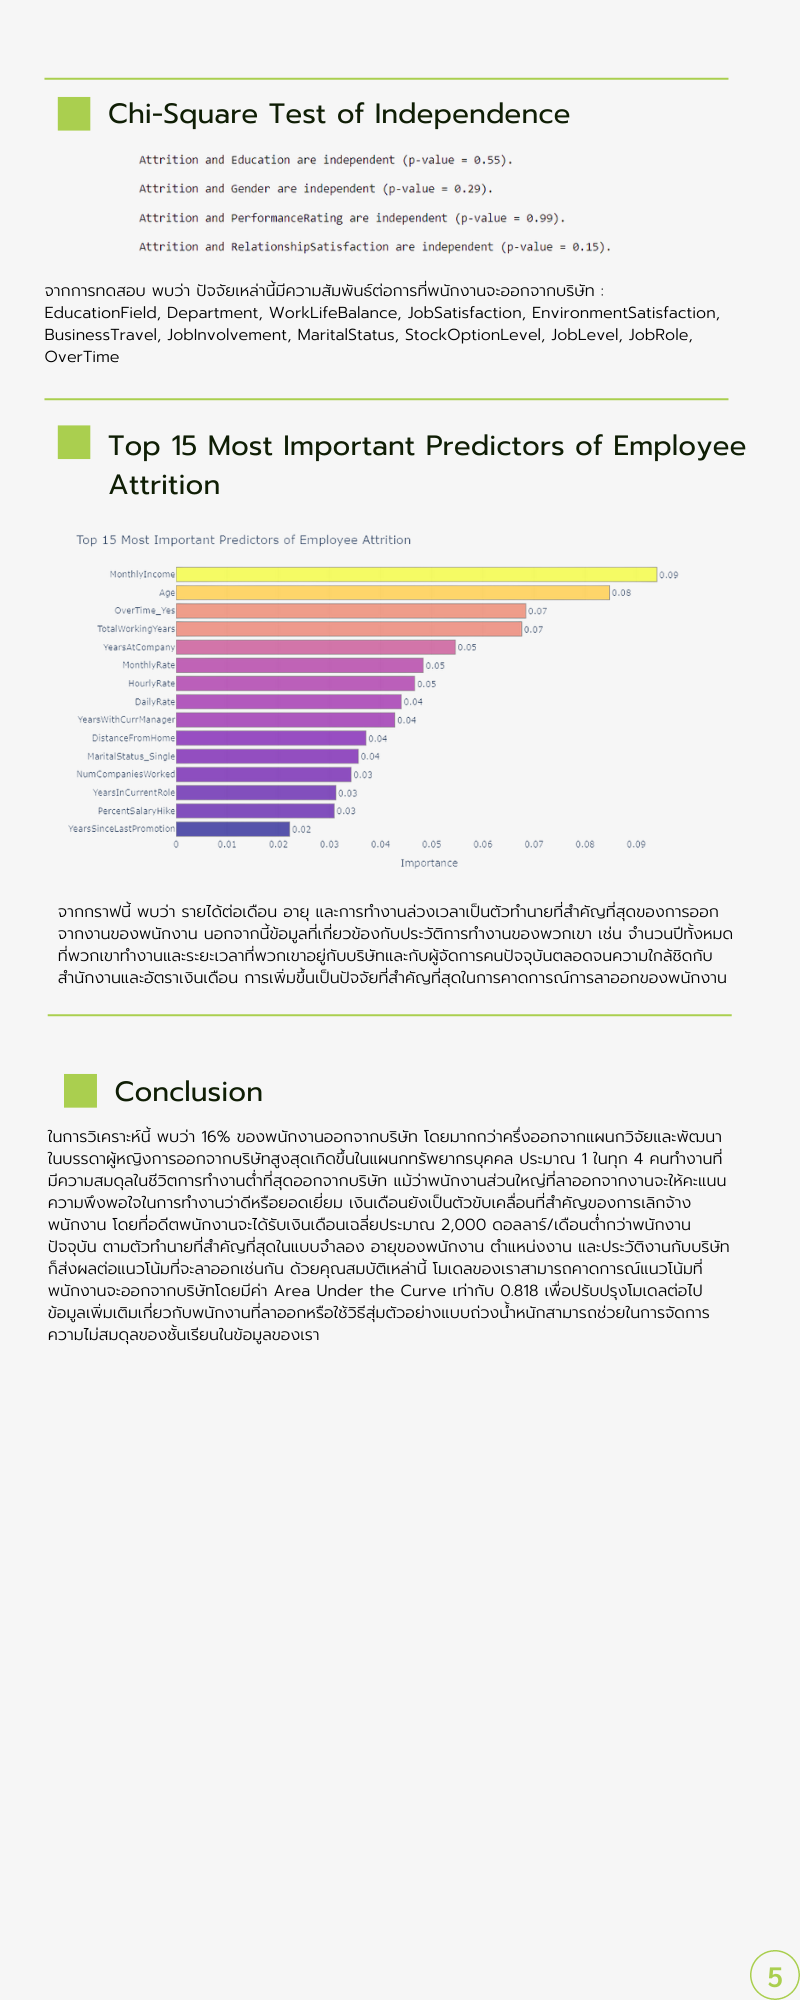 Chi-Square Test of Independence
Attrition and Education are independent (p-value = 0.55).
Attrition and Gender are independent (p-value = 0.29).
Attrition and PerformanceRating are independent (p-value = 0.99).
Attrition and RelationshipSatisfaction are independent (p-value = 0.15).
จากการทดสอบ พบว่า ปัจจัยเหล่านี้มีความสัมพันธ์ต่อการที่พนักงานจะออกจากบริษัท :
EducationField, Department, WorkLifeBalance, JobSatisfaction, EnvironmentSatisfaction,
BusinessTravel, JobInvolvement, MaritalStatus, StockOptionLevel, JobLevel, JobRole,
OverTime
Top 15 Most Important Predictors of Employee
Attrition
Top 15 Most Important Predictors of Employee Attrition
MonthlyIncome 0.09
Age 0.08
OverTime_Yes 0.07
TotalWorkingYears 0.07
YearsAtCompany 0.05
MonthlyRate 0.05
HourlyRate 0.05
DailyRate 0.04
YearsWithCurrManager 0.04
DistanceFromHome 0.04
MaritalStatus_Single 0.04
NumCompaniesWorked 0.03
YearsInCurrentRole 0.03
PercentSalaryHike 0.03
YearsSinceLastPromotion 0.02
0 0.01 0.02 0.03 0.04 0.05 0.06 0.07 0.08 0.09
Importance
จากกราฟนี้ พบว่า รายได้ต่อเดือน อายุ และการทำงานล่วงเวลาเป็นตัวทำนายที่สำคัญที่สุดของการออก
จากงานของพนักงาน นอกจากนี้ข้อมูลที่เกี่ยวข้องกับประวัติการทำงานของพวกเขา เช่น จำนวนปีทั้งหมด
ที่พวกเขาทำงานและระยะเวลาที่พวกเขาอยู่กับบริษัทและกับผู้จัดการคนปัจจุบันตลอดจนความใกล้ชิดกับ
สำนักงานและอัตราเงินเดือน การเพิ่มขึ้นเป็นปัจจัยที่สำคัญที่สุดในการคาดการณ์การลาออกของพนักงาน
Conclusion
ในการวิเคราะห์นี้ พบว่า 16% ของพนักงานออกจากบริษัท โดยมากกว่าครึ่งออกจากแผนกวิจัยและพัฒนา
ในบรรดาผู้หญิงการออกจากบริษัทสูงสุดเกิดขึ้นในแผนกทรัพยากรบุคคล ประมาณ 1 ในทุก 4 คนทำงานที่
มีความสมดุลในชีวิตการทำงานต่ำที่สุดออกจากบริษัท แม้ว่าพนักงานส่วนใหญ่ที่ลาออกจากงานจะให้คะแนน
ความพึงพอใจในการทำงานว่าดีหรือยอดเยี่ยม เงินเดือนยังเป็นตัวขับเคลื่อนที่สำคัญของการเลิกจ้าง
พนักงาน โดยที่อดีตพนักงานจะได้รับเงินเดือนเฉลี่ยประมาณ 2,000 ดอลลาร์/เดือนต่ำกว่าพนักงาน
ปัจจุบัน ตามตัวทำนายที่สำคัญที่สุดในแบบจำลอง อายุของพนักงาน ตำแหน่งงาน และประวัติงานกับบริษัท
ก็ส่งผลต่อแนวโน้มที่จะลาออกเช่นกัน ด้วยคุณสมบัติเหล่านี้ โมเดลของเราสามารถคาดการณ์แนวโน้มที่
พนักงานจะออกจากบริษัทโดยมีค่า Area Under the Curve เท่ากับ 0.818 เพื่อปรับปรุงโมเดลต่อไป
ข้อมูลเพิ่มเติมเกี่ยวกับพนักงานที่ลาออกหรือใช้วิธีสุ่มตัวอย่างแบบถ่วงน้ำหนักสามารถช่วยในการจัดการ
ความไม่สมดุลของชั้นเรียนในข้อมูลของเรา
5